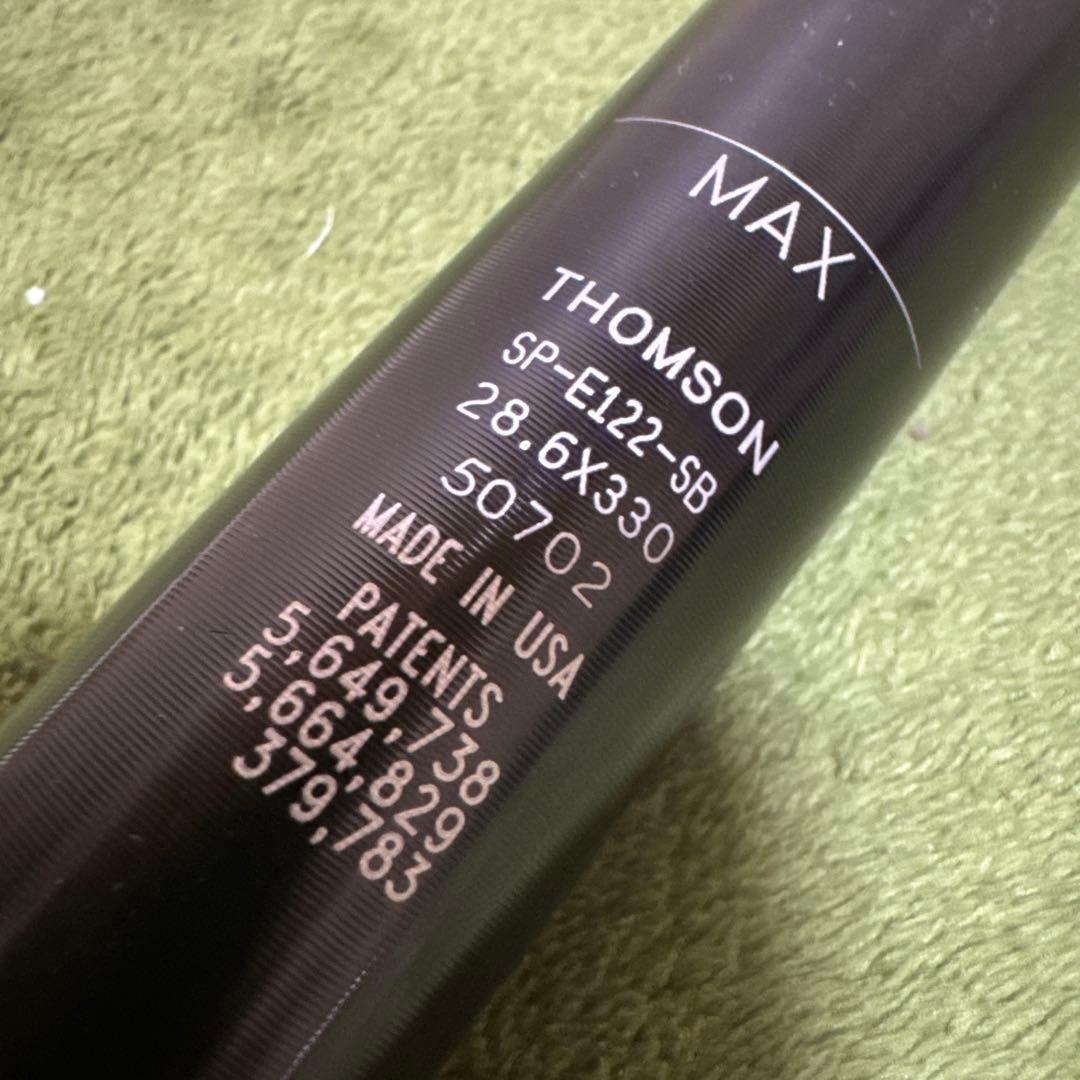 MAX
THOMSON
SP-E122-SB
28.6X330
50702
MADE IN USA
PATENTS
5,649,738
5,664,829
379,783